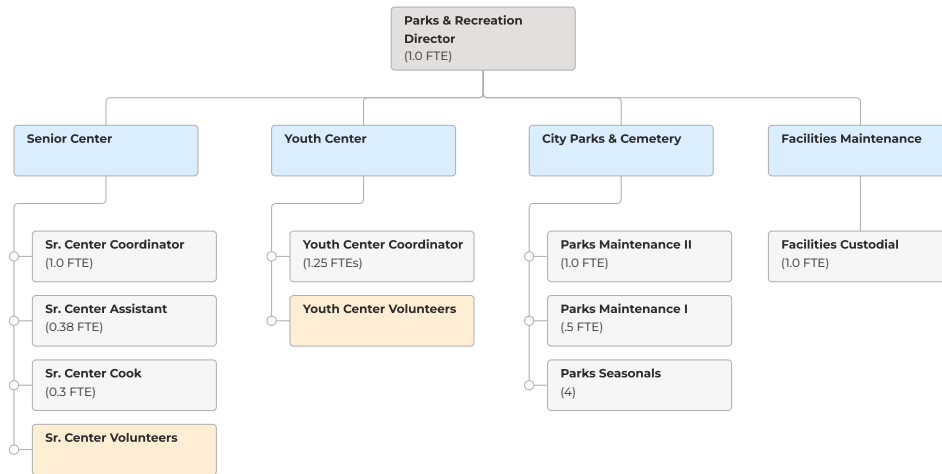 Parks & Recreation
Director
(1.0 FTE)
Senior Center
Youth Center
City Parks & Cemetery
Facilities Maintenance
Sr. Center Coordinator
(1.0 FTE)
Sr. Center Assistant
(0.38 FTE)
Sr. Center Cook
(0.3 FTE)
Sr. Center Volunteers
Youth Center Coordinator
(1.25 FTEs)
Youth Center Volunteers
Parks Maintenance II
(1.0 FTE)
Parks Maintenance I
(.5 FTE)
Parks Seasonals
(4)
Facilities Custodial
(1.0 FTE)